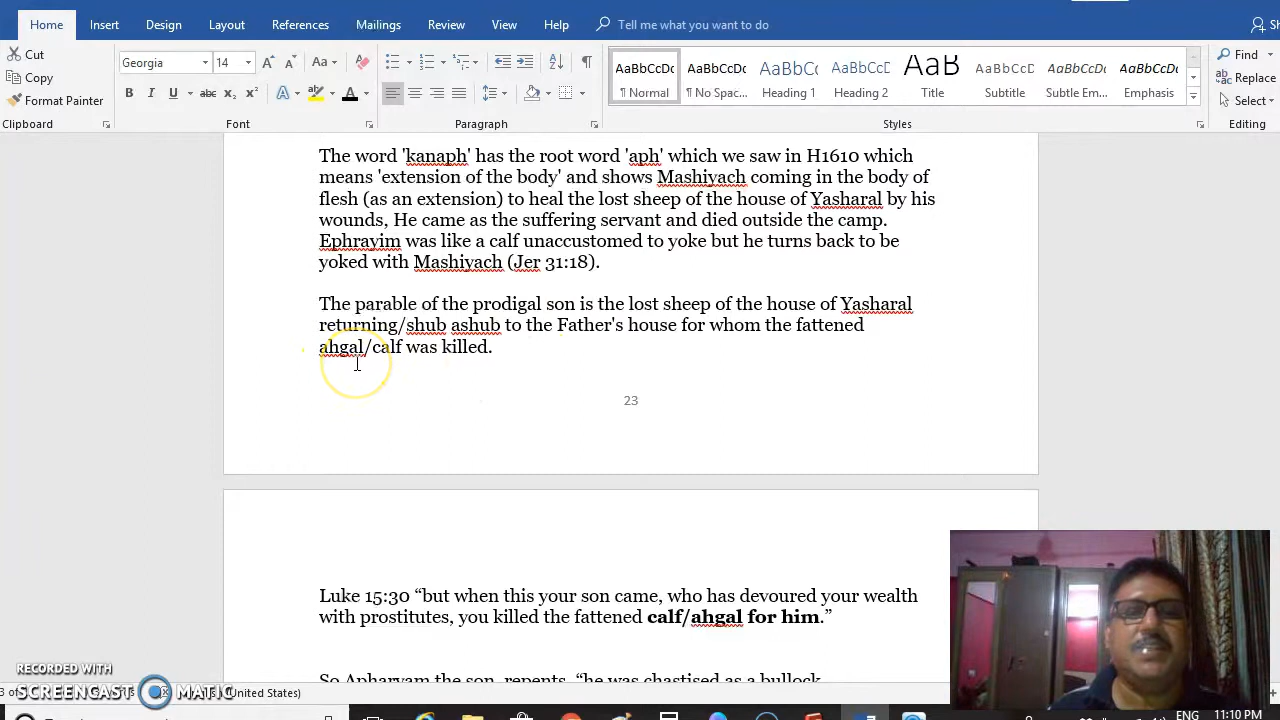 Home Insert Design Layout References Mailings Review View Help Tell me what you want to do Sh
Cut
Copy
Format Painter
Clipboard
Georgia 14
Font
Paragraph
AaBbCcDc AaBbCcDc AaBbCcD AaBbCcE AaB AaBbCcD AaBbCcD AaBbCcDc
¶ Normal ¶ No Spac... Heading 1 Heading 2 Title Subtitle Subtle Em... Emphasis
Styles
Find
Replace
Select
Editing
The word 'kanaph' has the root word 'aph' which we saw in H1610 which
means 'extension of the body' and shows Mashiyach coming in the body of
flesh (as an extension) to heal the lost sheep of the house of Yasharal by his
wounds, He came as the suffering servant and died outside the camp.
Ephrayim was like a calf unaccustomed to yoke but he turns back to be
yoked with Mashiyach (Jer 31:18).
The parable of the prodigal son is the lost sheep of the house of Yasharal
returning/shub ashub to the Father's house for whom the fattened
ahgal/calf was killed.
23
Luke 15:30 “but when this your son came, who has devoured your wealth
with prostitutes, you killed the fattened calf/ahgal for him.”
So Apharyam the son, repents, “he was chastised as a bullock
RECORDED WITH
SCREENCAST MATIC
(United States)
ENG 11:10 PM